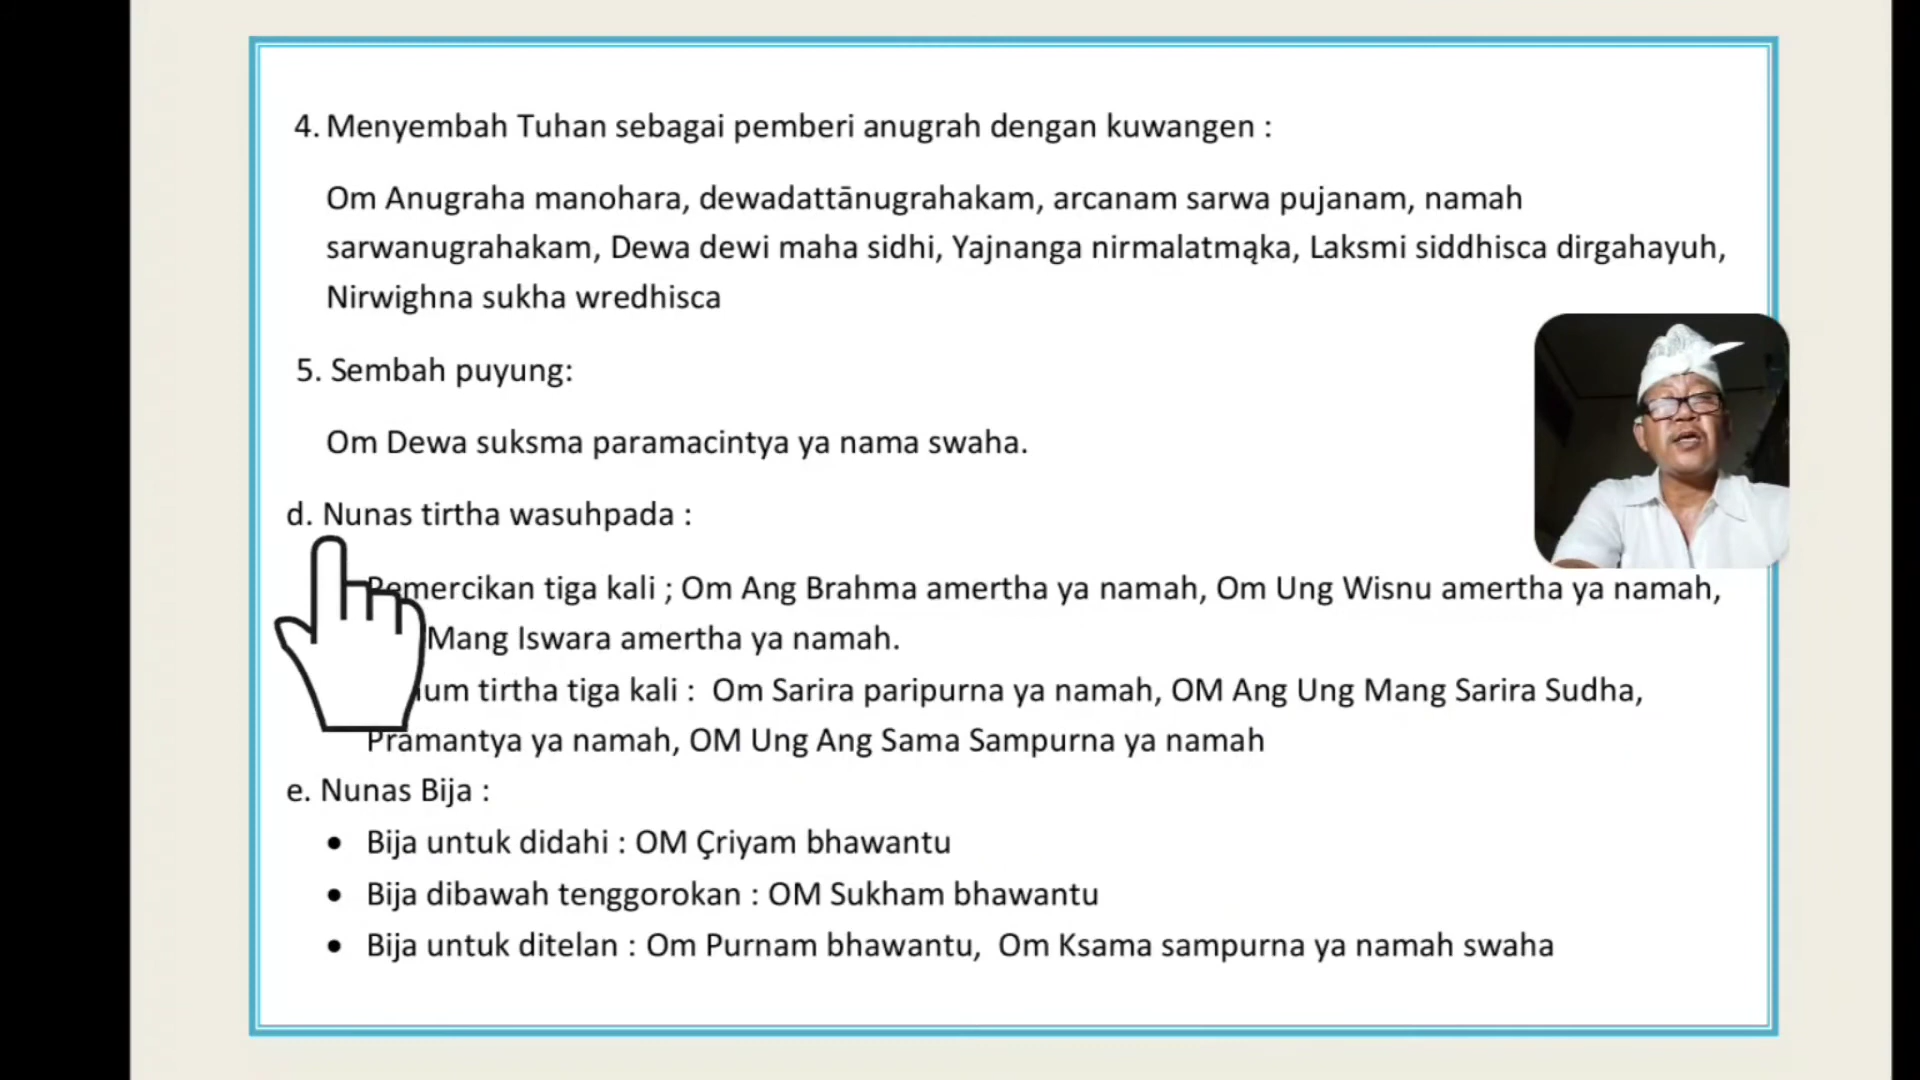 4. Menyembah Tuhan sebagai pemberi anugrah dengan kuwangen :
Om Anugraha manohara, dewadattānugrahakam, arcanam sarwa pujanam, namah
sarwanugrahakam, Dewa dewi maha sidhi, Yajnanga nirmalatmąka, Laksmi siddhisca dirgahayuh,
Nirwighna sukha wredhisca
5. Sembah puyung:
Om Dewa suksma paramacintya ya nama swaha.
d. Nunas tirtha wasuhpada :
Pemercikan tiga kali ; Om Ang Brahma amertha ya namah, Om Ung Wisnu amertha ya namah,
Mang Iswara amertha ya namah.
tirtha tiga kali : Om Sarira paripurna ya namah, OM Ang Ung Mang Sarira Sudha,
Pramantya ya namah, OM Ung Ang Sama Sampurna ya namah
e. Nunas Bija :
• Bija untuk didahi : OM Çriyam bhawantu
• Bija dibawah tenggorokan : OM Sukham bhawantu
• Bija untuk ditelan : Om Purnam bhawantu, Om Ksama sampurna ya namah swaha